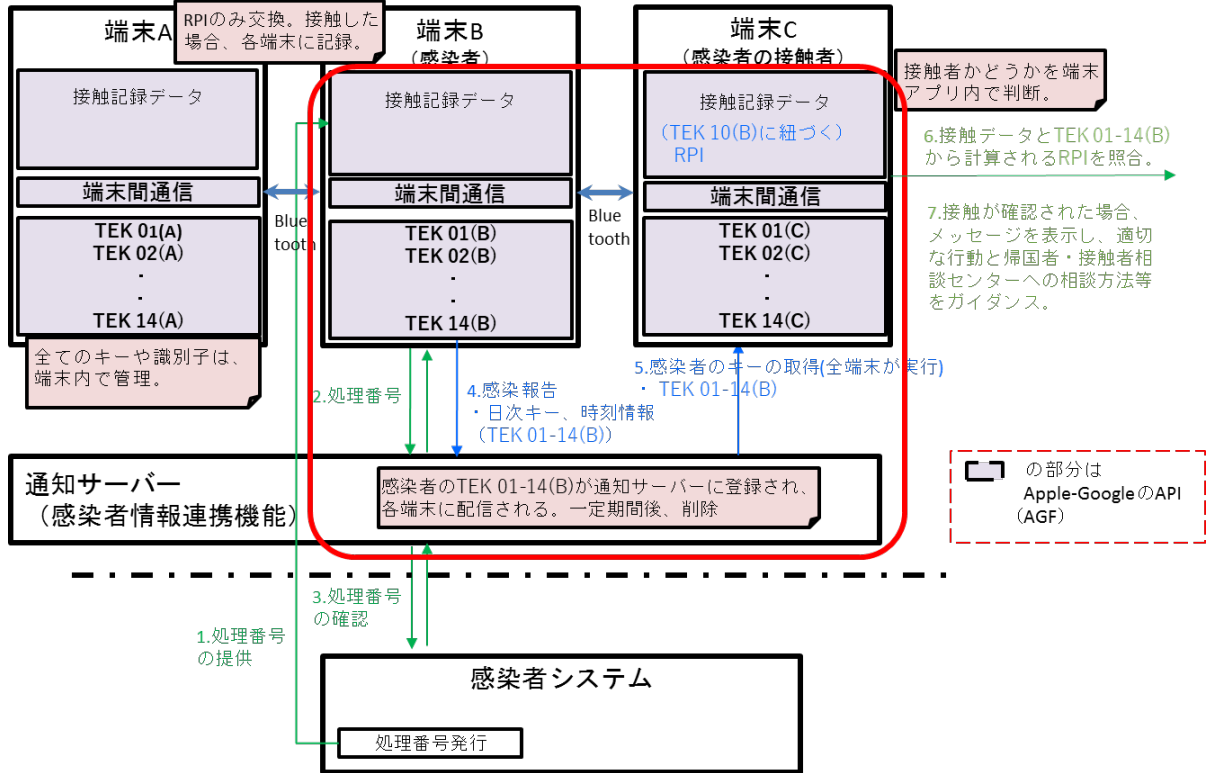 端末A
RPIのみ交換。接触した
場合、各端末に記録。
接触記録データ
端末間通信
TEK 01(A)
TEK 02(A)
・
・
TEK 14(A)
全てのキーや識別子は、
端末内で管理。
Blue
tooth
端末B
(感染者)
接触記録データ
端末間通信
TEK 01(B)
TEK 02(B)
・
・
TEK 14(B)
Blue
tooth
端末C
(感染者の接触者)
接触記録データ
(TEK 10(B)に紐づく)
RPI
端末間通信
TEK 01(C)
TEK 02(C)
・
・
TEK 14(C)
接触者かどうかを端末
アプリ内で判断。
6.接触データとTEK 01-14(B)
から計算されるRPIを照合。
7.接触が確認された場合、
メッセージを表示し、適切
な行動と帰国者・接触者相
談センターへの相談方法等
をガイダンス。
2.処理番号
4.感染報告
・日次キー、時刻情報
(TEK 01-14(B))
5.感染者のキーの取得(全端末が実行)
・ TEK 01-14(B)
通知サーバー
(感染者情報連携機能)
感染者のTEK 01-14(B)が通知サーバーに登録され、
各端末に配信される。一定期間後、削除
の部分は
Apple-GoogleのAPI
(AGF)
3.処理番号
の確認
1.処理番号
の提供
感染者システム
処理番号発行